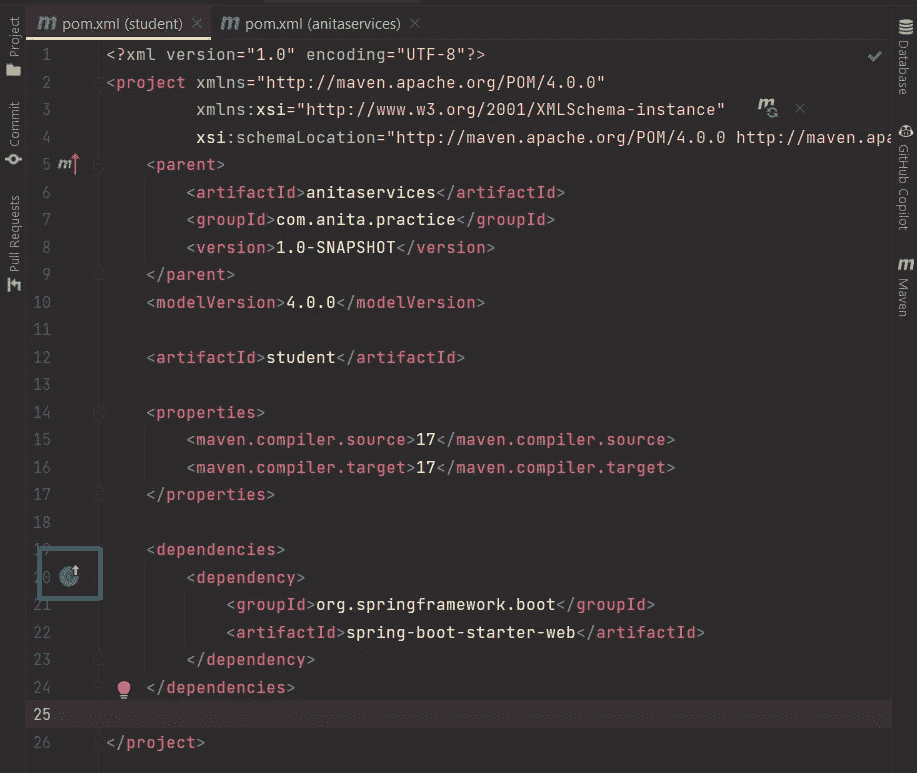 pom.xml (student)
pom.xml (anitaservices)
Project
Commit
Pull Requests
1 <?xml version="1.0" encoding="UTF-8"?>
2 <project xmlns="http://maven.apache.org/POM/4.0.0"
3 xmlns:xsi="http://www.w3.org/2001/XMLSchema-instance"
4 xsi:schemaLocation="http://maven.apache.org/POM/4.0.0 http://maven.apa
5 <parent>
6 <artifactId>anitaservices</artifactId>
7 <groupId>com.anita.practice</groupId>
8 <version>1.0-SNAPSHOT</version>
9 </parent>
10 <modelVersion>4.0.0</modelVersion>
11
12 <artifactId>student</artifactId>
13
14 <properties>
15 <maven.compiler.source>17</maven.compiler.source>
16 <maven.compiler.target>17</maven.compiler.target>
17 </properties>
18
19 <dependencies>
20 <dependency>
21 <groupId>org.springframework.boot</groupId>
22 <artifactId>spring-boot-starter-web</artifactId>
23 </dependency>
24 </dependencies>
25
26 </project>
Database
GitHub Copilot
Maven